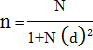 n = N / 1+N (d)²